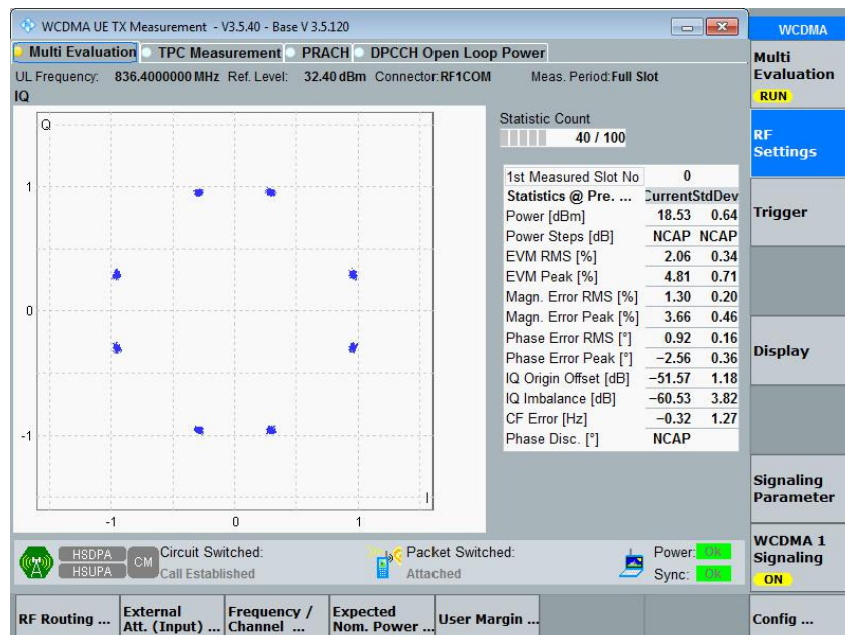 WCDMA UE TX Measurement - V3.5.40 - Base V 3.5.120
Multi Evaluation TPC Measurement PRACH DPCCH Open Loop Power
UL Frequency: 836.4000000 MHz Ref. Level: 32.40 dBm Connector: RF1COM Meas. Period: Full Slot
IQ
Q
1
0
-1
-1 0 1
I
Statistic Count
40 / 100
1st Measured Slot No 0
Statistics @ Pre. ... Current StdDev
Power [dBm] 18.53 0.64
Power Steps [dB] NCAP NCAP
EVM RMS [%] 2.06 0.34
EVM Peak [%] 4.81 0.71
Magn. Error RMS [%] 1.30 0.20
Magn. Error Peak [%] 3.66 0.46
Phase Error RMS [°] 0.92 0.16
Phase Error Peak [°] −2.56 0.36
IQ Origin Offset [dB] −51.57 1.18
IQ Imbalance [dB] −60.53 3.82
CF Error [Hz] −0.32 1.27
Phase Disc. [°] NCAP
HSDPA
HSUPA
CM
Circuit Switched:
Call Established
Packet Switched:
Attached
Power: Ok
Sync: Ok
RF Routing ...
External
Att. (Input) ...
Frequency /
Channel ...
Expected
Nom. Power ...
User Margin ...
WCDMA
Multi
Evaluation
RUN
RF
Settings
Trigger
Display
Signaling
Parameter
WCDMA 1
Signaling
ON
Config ...